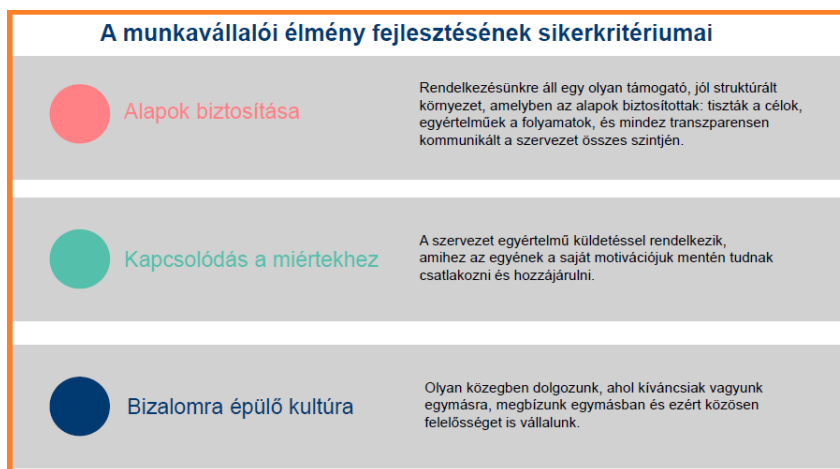 A munkavállalói élmény fejlesztésének sikerkritériumai
Alapok biztosítása
Rendelkezésünkre áll egy olyan támogató, jól struktúrált
környezet, amelyben az alapok biztosítottak: tiszták a célok,
egyértelműek a folyamatok, és mindez transzparensen
kommunikált a szervezet összes szintjén.
Kapcsolódás a miértekhez
A szervezet egyértelmű küldetéssel rendelkezik,
amihez az egyének a saját motivációjuk mentén tudnak
csatlakozni és hozzájárulni.
Bizalomra épülő kultúra
Olyan közegben dolgozunk, ahol kíváncsiak vagyunk
egymásra, megbízunk egymásban és ezért közösen
felelősséget is vállalunk.